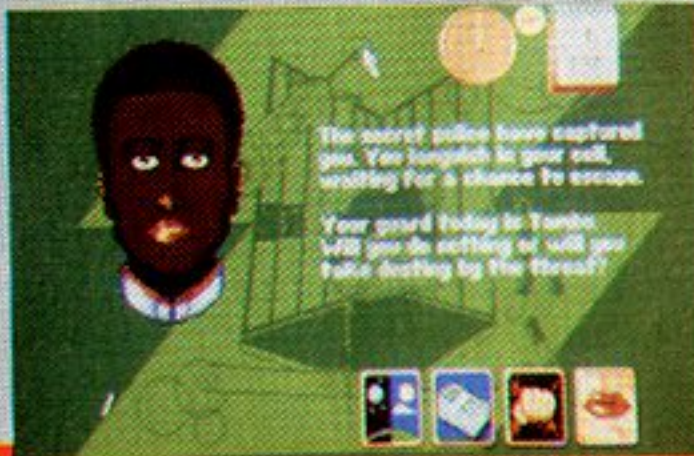 The secret police have captured
you. You languish in your cell,
waiting for a chance to escape.
Your guard today is
Will you do nothing or will you
take destiny by the throat?